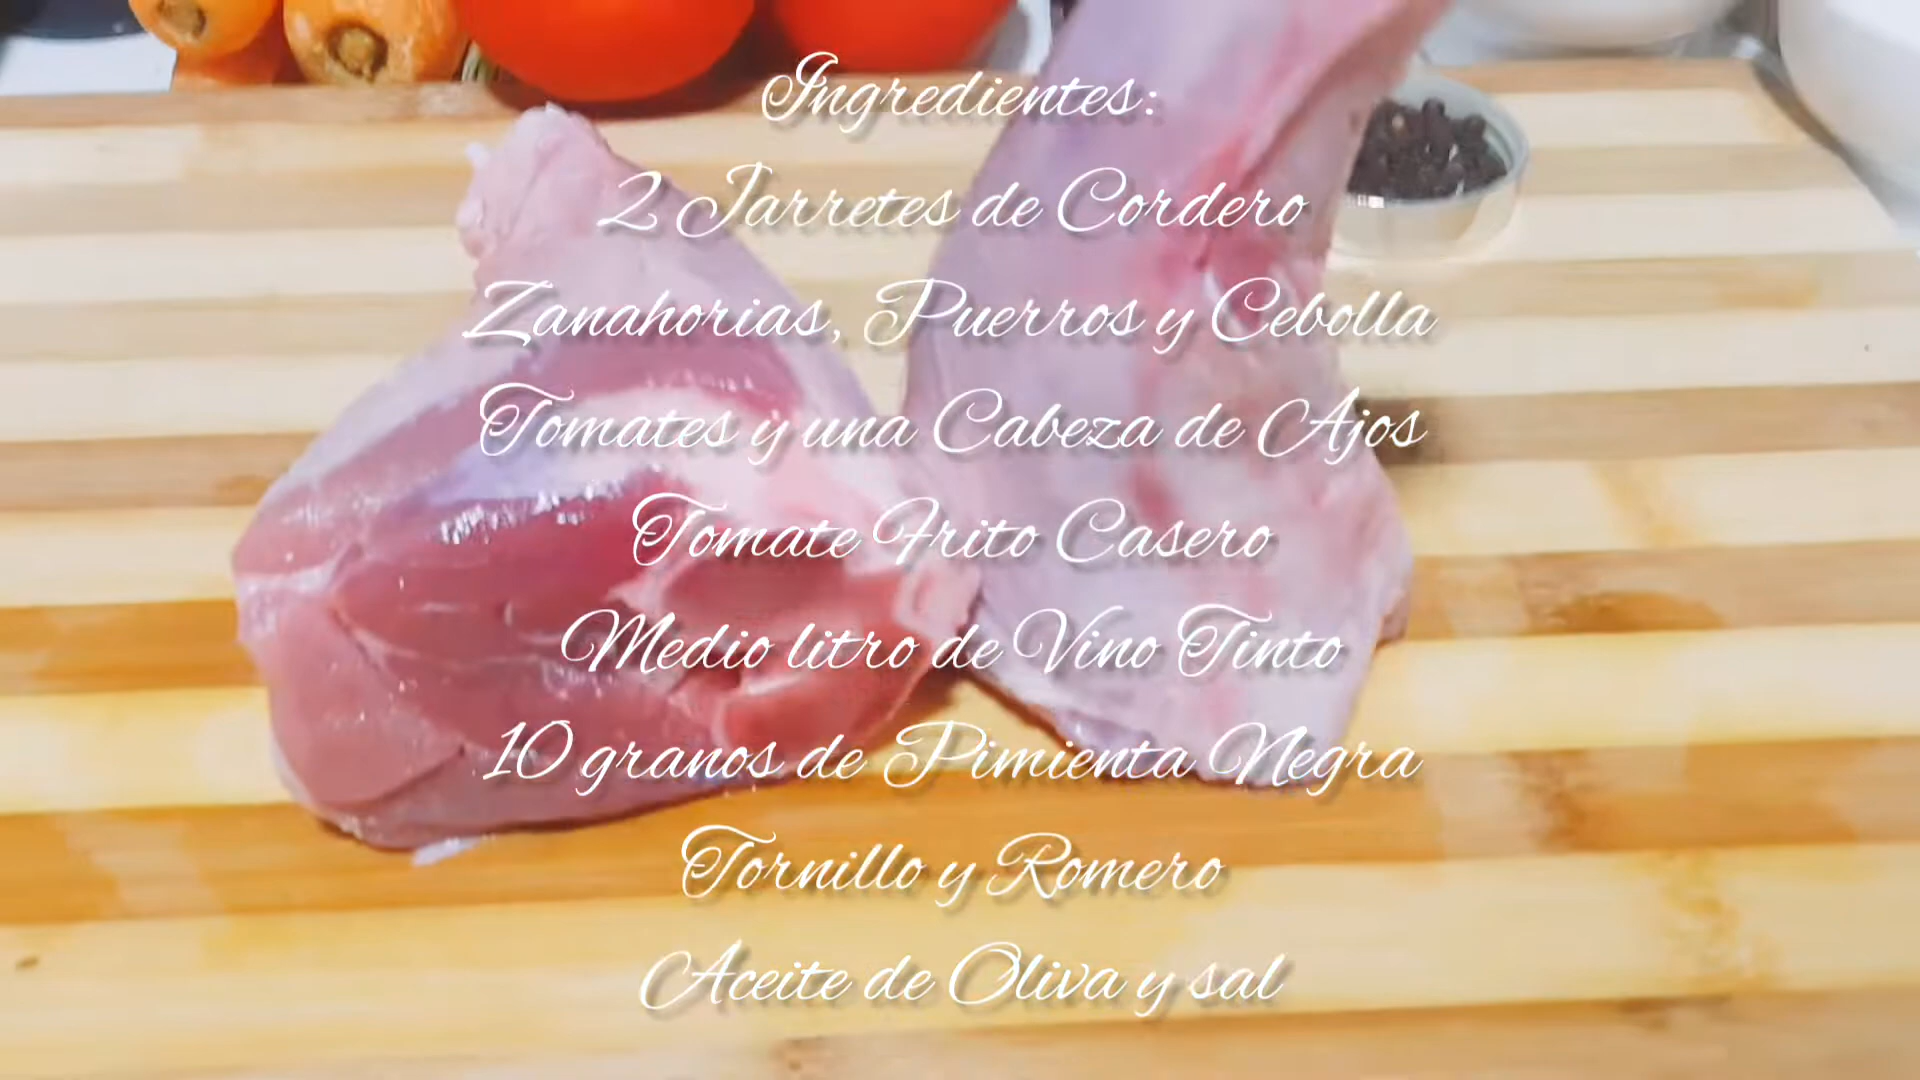 Ingredientes:
2 Jarretes de Cordero
Zanahorias, Puerros y Cebolla
Tomates y una Cabeza de Ajos
Tomate Frito Casero
Medio litro de Vino Tinto
10 granos de Pimienta Negra
Tornillo y Romero
Aceite de Oliva y sal